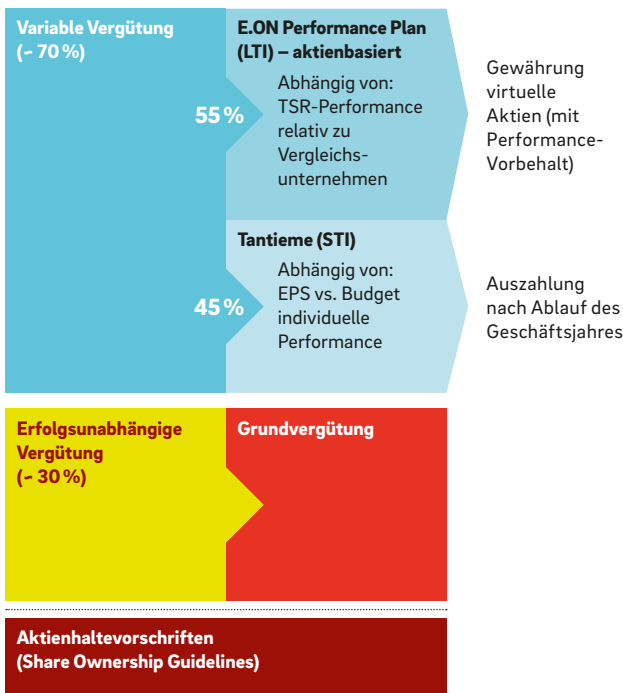 Variable Vergütung
(~ 70 %)
E.ON Performance Plan
(LTI) – aktienbasiert
Abhängig von:
TSR-Performance
relativ zu
Vergleichs-
unternehmen
55 %
Gewährung
virtuelle
Aktien (mit
Performance-
Vorbehalt)
Tantieme (STI)
Abhängig von:
EPS vs. Budget
individuelle
Performance
45 %
Auszahlung
nach Ablauf des
Geschäftsjahres
Erfolgsunabhängige
Vergütung
(~ 30 %)
Grundvergütung
Aktienhaltevorschriften
(Share Ownership Guidelines)